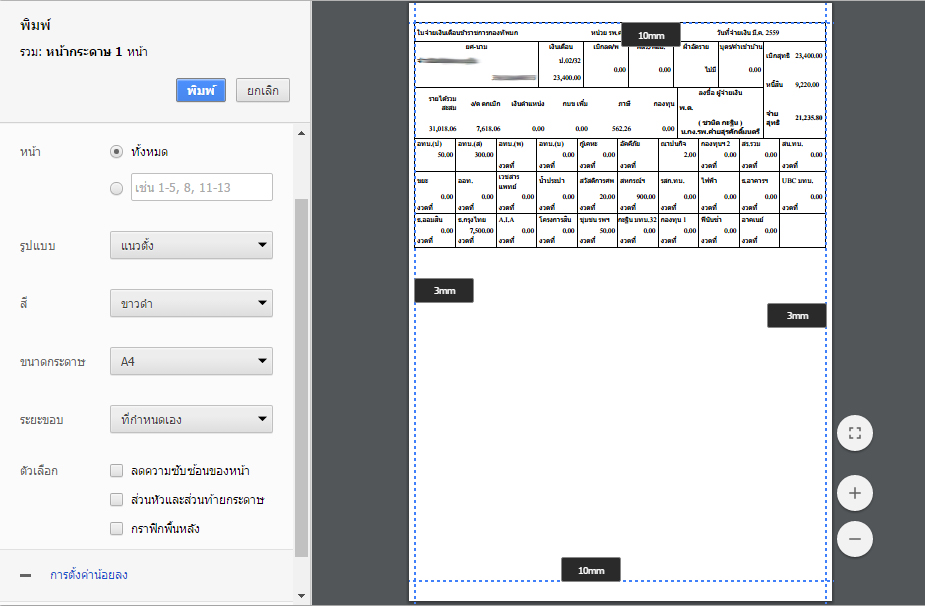 พิมพ์
รวม: หน้ากระดาษ 1 หน้า
พิมพ์
ยกเลิก
หน้า
ทั้งหมด
เช่น 1-5, 8, 11-13
รูปแบบ
แนวตั้ง
สี
ขาวดำ
ขนาดกระดาษ
A4
ระยะขอบ
ที่กำหนดเอง
ตัวเลือก
ลดความซับซ้อนของหน้า
ส่วนหัวและส่วนท้ายกระดาษ
กราฟิกพื้นหลัง
การตั้งค่าน้อยลง
ใบจ่ายเงินเดือนข้าราชการกองทัพบก หน่วย รพ. วันที่จ่ายเงิน มี.ค. 2559
10mm
ยศ-นาม เงินเดือน เบิกลด/พ ค่าอัตราย บุตร/ค่าเช่าบ้าน
ป.02/32
23,400.00 0.00 0.00 ไม่มี 0.00
เบิกสุทธิ 23,400.00
หนี้สิน 9,220.00
จ่ายสุทธิ 21,235.80
รายได้รวมสะสม ง/ด ตกเบิก เงินตำแหน่ง กบข เพิ่ม ภาษี กองทุน
31,018.06 7,618.06 0.00 0.00 562.26 0.00
ลงชื่อ ผู้จ่ายเงิน
พ.ต.
( ชวนิต กะฐิน )
น.กง.รพ.ค่ายสุรศักดิ์มนตรี
อทบ.(ป) อทบ.(ส) อทบ.(พ) อทบ.(บ) กู้เคหะ อัคคีภัย ฌาปนกิจ กองทุนฯ 2 สร.รวม สน.ทบ.
50.00 300.00 0.00 0.00 0.00 2.00 0.00 0.00 0.00
งวดที่ งวดที่ งวดที่ งวดที่ งวดที่ งวดที่ งวดที่
ขยะ ออท. เวชสารแพทย์ น้ำประปา สวัสดิการศพ สหกรณ์ฯ รสก.ทบ. ไฟฟ้า ธ.อาคารฯ UBC มทบ.
0.00 0.00 0.00 0.00 20.00 900.00 0.00 0.00 0.00 0.00
งวดที่ งวดที่ งวดที่ งวดที่ งวดที่ งวดที่ งวดที่ งวดที่ งวดที่
ธ.ออมสิน ธ.กรุงไทย A.I.A โครงการสิน ชุมชน รพฯ กะฐิน มทบ.32 กองทุน 1 พีนันชา อาคเนย์
0.00 7,500.00 0.00 0.00 50.00 0.00 0.00 0.00 0.00
งวดที่ งวดที่ งวดที่ งวดที่ งวดที่ งวดที่ งวดที่ งวดที่ งวดที่
3mm
3mm
10mm